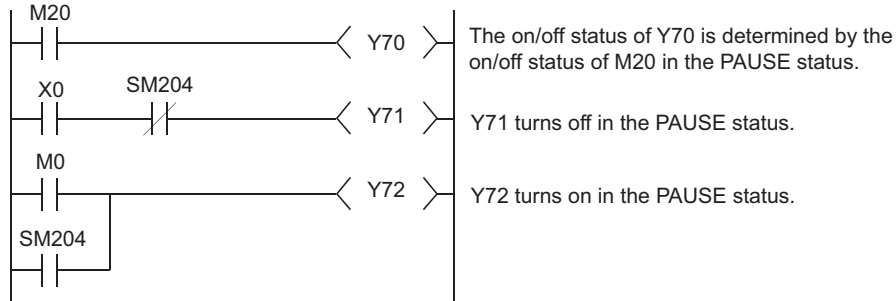 M20
Y70
The on/off status of Y70 is determined by the
on/off status of M20 in the PAUSE status.
X0
SM204
Y71
Y71 turns off in the PAUSE status.
M0
Y72
Y72 turns on in the PAUSE status.
SM204